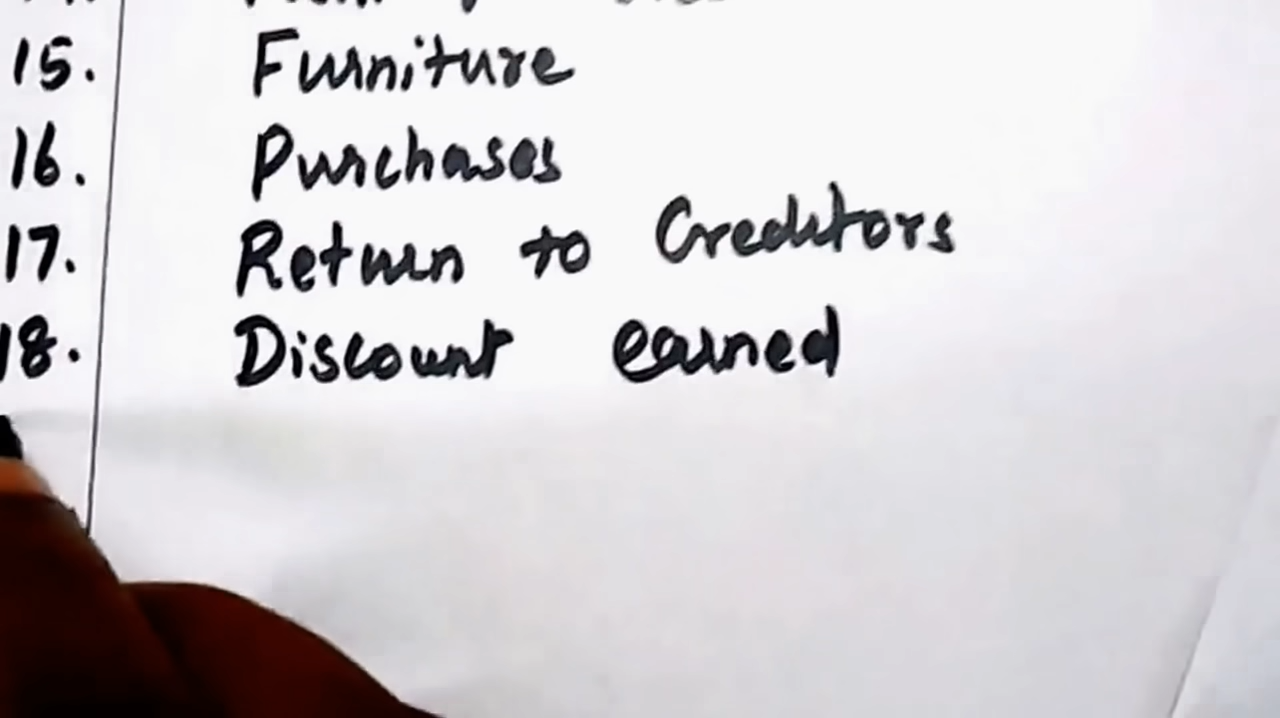 15. Furniture
16. Purchases
17. Return to Creditors
18. Discount earned